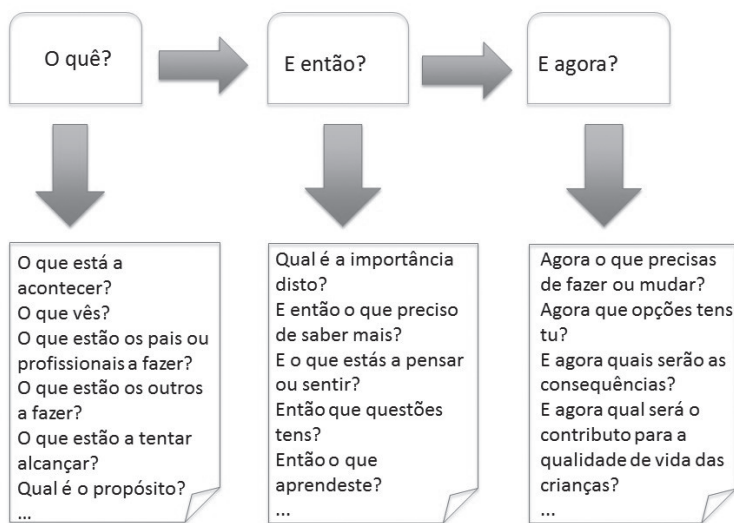 O quê?
E então?
E agora?
O que está a
acontecer?
O que vês?
O que estão os pais ou
profissionais a fazer?
O que estão os outros
a fazer?
O que estão a tentar
alcançar?
Qual é o propósito?
...
Qual é a importância
disto?
E então o que preciso
de saber mais?
E o que estás a pensar
ou sentir?
Então que questões
tens?
Então o que
aprendeste?
...
Agora o que precisas
de fazer ou mudar?
Agora que opções tens
tu?
E agora quais serão as
consequências?
E agora qual será o
contributo para a
qualidade de vida das
crianças?
...